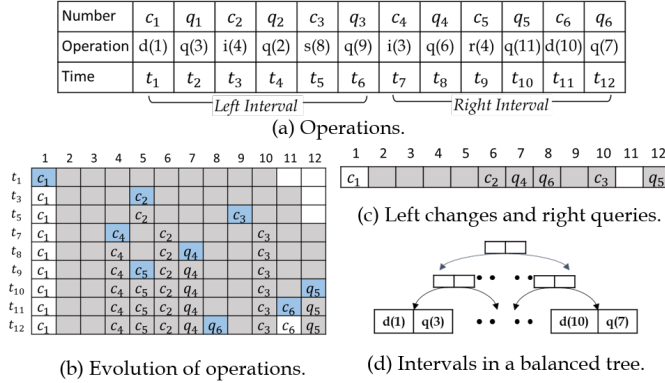 Number c₁ q₁ c₂ q₂ c₃ q₃ c₄ q₄ c₅ q₅ c₆ q₆
Operation d(1) q(3) i(4) q(2) s(8) q(9) i(3) q(6) r(4) q(11) d(10) q(7)
Time t₁ t₂ t₃ t₄ t₅ t₆ t₇ t₈ t₉ t₁₀ t₁₁ t₁₂
Left Interval Right Interval
(a) Operations.
1 2 3 4 5 6 7 8 9 10 11 12
t₁ c₁
t₃ c₁ c₂
t₅ c₁ c₂ c₃
t₇ c₁ c₄ c₂ c₃
t₈ c₁ c₄ c₂ q₄ c₃
t₉ c₁ c₄ c₅ c₂ q₄ c₃
t₁₀ c₁ c₄ c₅ c₂ q₄ c₃ q₅
t₁₁ c₁ c₄ c₅ c₂ q₄ c₃ c₆ q₅
t₁₂ c₁ c₄ c₅ c₂ q₄ q₆ c₃ c₆ q₅
(b) Evolution of operations.
1 2 3 4 5 6 7 8 9 10 11 12
c₁ c₂ q₄ q₆ c₃ q₅
(c) Left changes and right queries.
d(1) q(3) d(10) q(7)
(d) Intervals in a balanced tree.